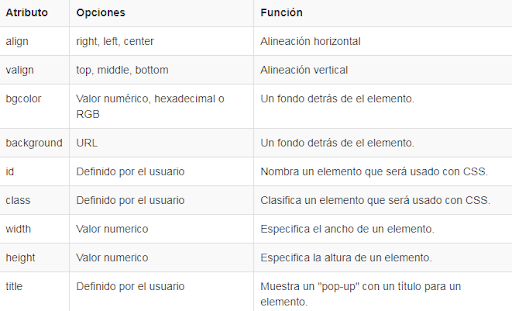 Atributo Opciones Función
align right, left, center Alineación horizontal
valign top, middle, bottom Alineación vertical
bgcolor Valor numérico, hexadecimal o RGB Un fondo detrás de el elemento.
background URL Un fondo detrás de el elemento.
id Definido por el usuario Nombra un elemento que será usado con CSS.
class Definido por el usuario Clasifica un elemento que será usado con CSS.
width Valor numerico Especifica el ancho de un elemento.
height Valor numerico Especifica la altura de un elemento.
title Definido por el usuario Muestra un "pop-up" con un título para un elemento.